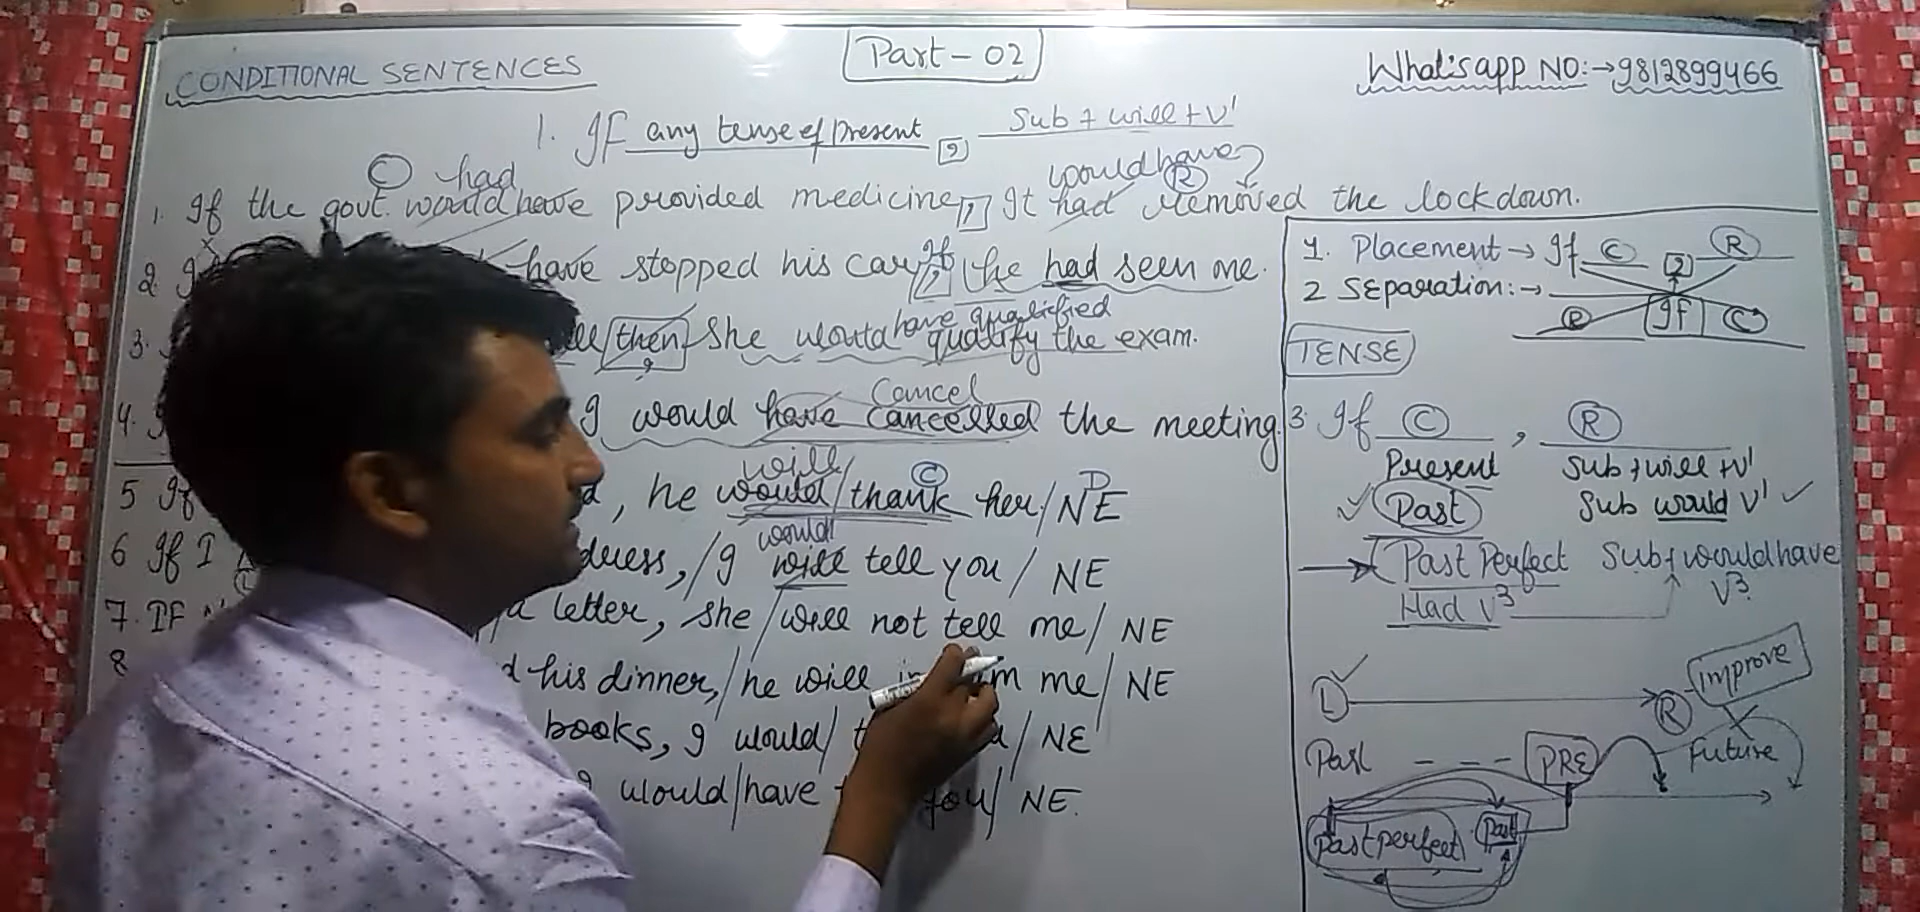 CONDITIONAL SENTENCES
Part-02
Whatsapp NO:→9812899466
1. If any tense of present , Sub + will + V¹
C had would have?
R
1. If the govt. would have provided medicine, It had removed the lockdown.
If
2. have stopped his car, he had seen me.
have qualified
3. then She would qualify the exam.
Cancel
4. I would have cancelled the meeting.
will C
5 If , he would/thank her/NE
would
6 If I dress,/I will tell you/ NE
7. IF a letter, she/will not tell me/ NE
8 his dinner,/he will me/ NE
books, I would/ / NE
would/have you/ NE.
1. Placement → If C , R
2 Separation:→
R If C
TENSE
3. If C , R
Present Sub + will + V¹
Past Sub would V¹
Past Perfect Sub + would have
Had V³ V³
R improve
Past - - - PRE Future
Past perfect Past